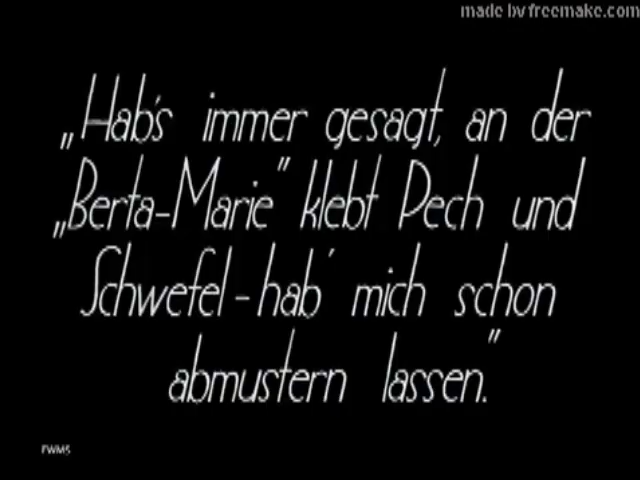 made by freemake.com
„Hab's immer gesagt, an der
„Berta-Marie" klebt Pech und
Schwefel - hab' mich schon
abmustern lassen."
FWMS